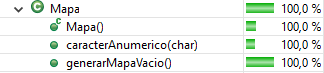 Mapa 100,0 %
Mapa() 100,0 %
caracterAnumerico(char) 100,0 %
generarMapaVacio() 100,0 %